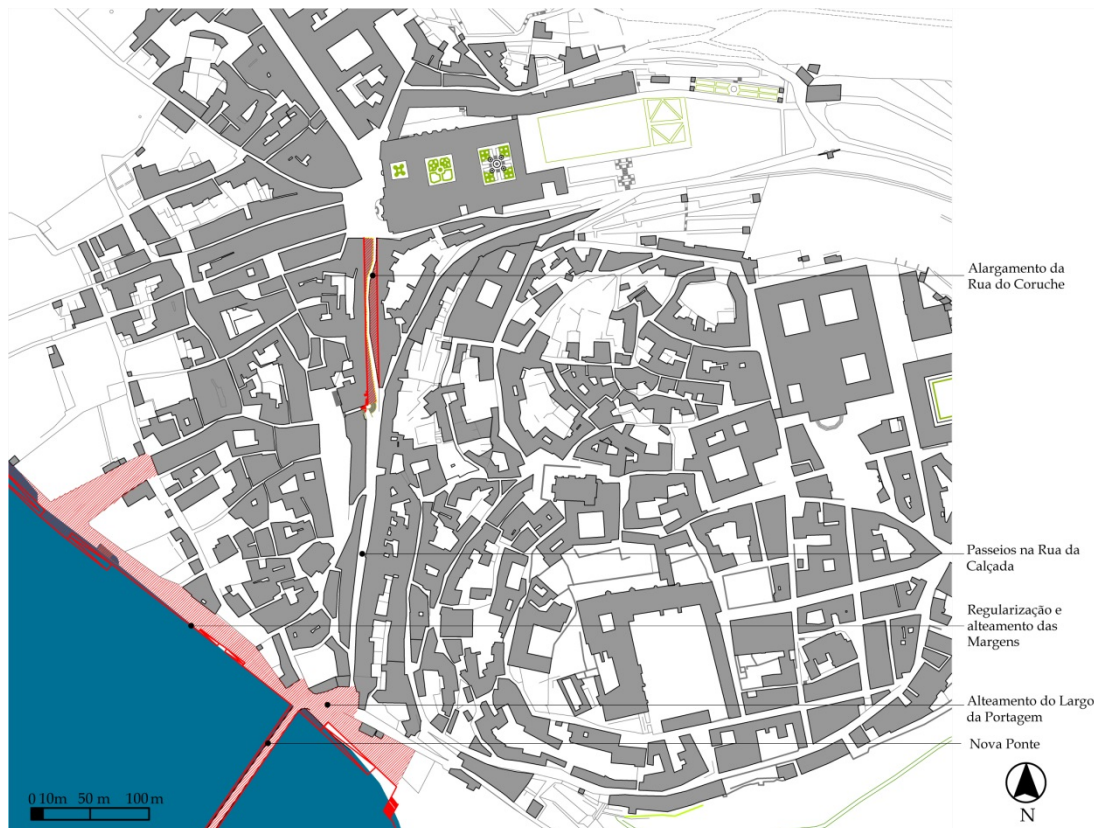 Alargamento da
Rua do Coruche
Passeios na Rua da
Calçada
Regularização e
alteamento das
Margens
Alteamento do Largo
da Portagem
Nova Ponte
0 10m 50 m 100 m
N